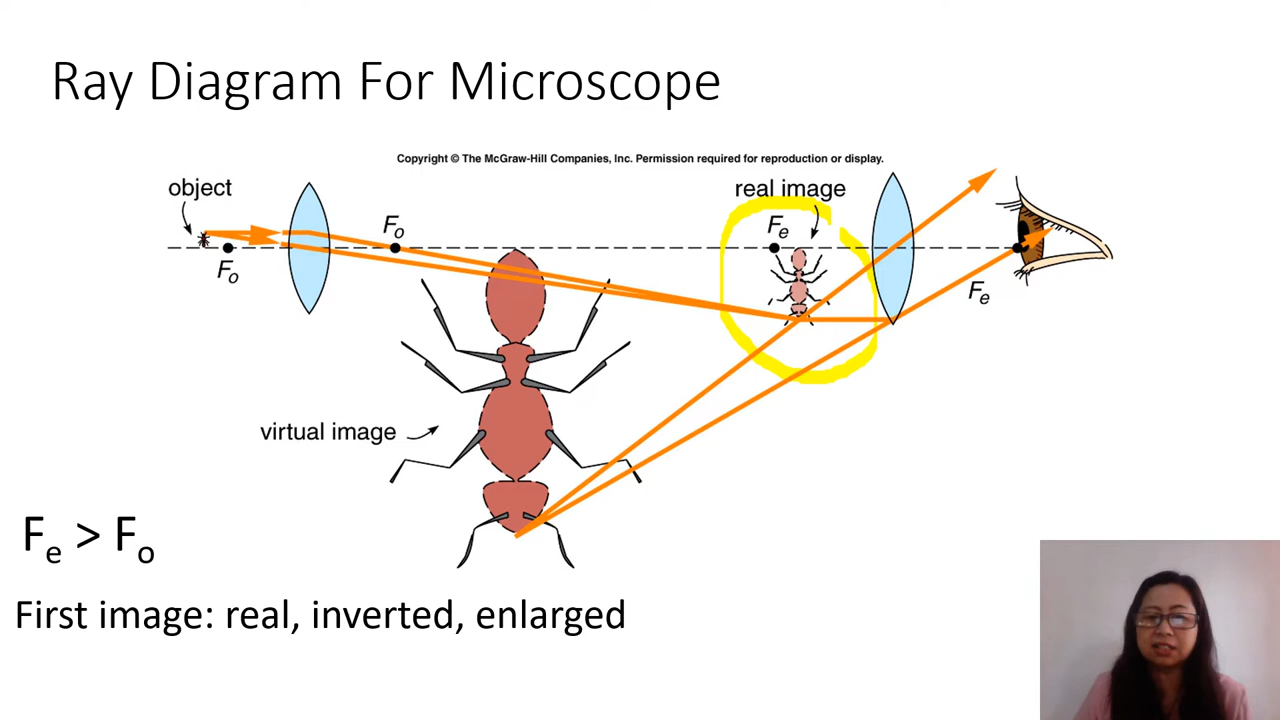 Ray Diagram For Microscope
Copyright © The McGraw-Hill Companies, Inc. Permission required for reproduction or display.
object
real image
Fo
Fe
Fo
Fe
virtual image
Fe > Fo
First image: real, inverted, enlarged